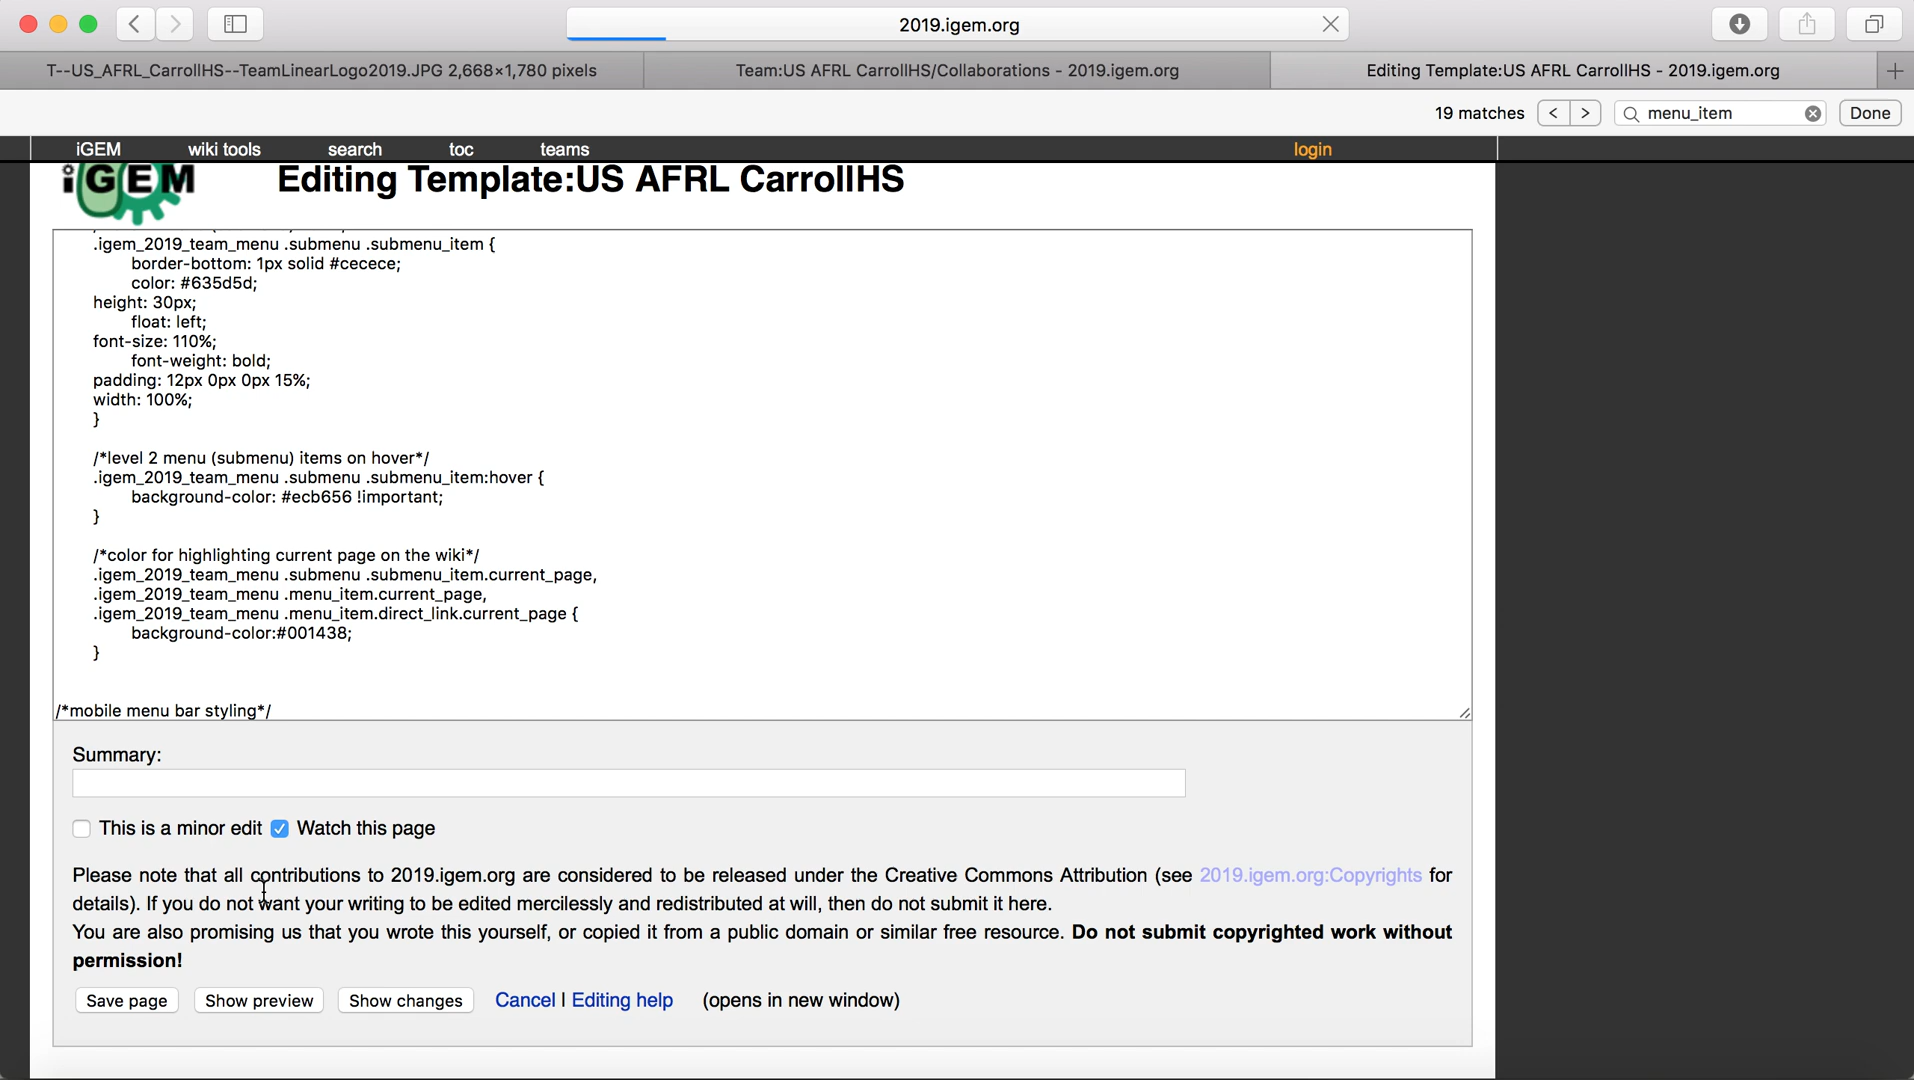 2019.igem.org
T--US_AFRL_CarrollHS--TeamLinearLogo2019.JPG 2,668×1,780 pixels
Team:US AFRL CarrollHS/Collaborations - 2019.igem.org
Editing Template:US AFRL CarrollHS - 2019.igem.org
19 matches
menu_item
Done
iGEM
wiki tools
search
toc
teams
login
iGEM
Editing Template:US AFRL CarrollHS
.igem_2019_team_menu .submenu .submenu_item {
border-bottom: 1px solid #cecece;
color: #635d5d;
height: 30px;
float: left;
font-size: 110%;
font-weight: bold;
padding: 12px 0px 0px 15%;
width: 100%;
}
/*level 2 menu (submenu) items on hover*/
.igem_2019_team_menu .submenu .submenu_item:hover {
background-color: #ecb656 !important;
}
/*color for highlighting current page on the wiki*/
.igem_2019_team_menu .submenu .submenu_item.current_page,
.igem_2019_team_menu .menu_item.current_page,
.igem_2019_team_menu .menu_item.direct_link.current_page {
background-color:#001438;
}
/*mobile menu bar styling*/
Summary:
This is a minor edit
Watch this page
Please note that all contributions to 2019.igem.org are considered to be released under the Creative Commons Attribution (see 2019.igem.org:Copyrights for
details). If you do not want your writing to be edited mercilessly and redistributed at will, then do not submit it here.
You are also promising us that you wrote this yourself, or copied it from a public domain or similar free resource. Do not submit copyrighted work without
permission!
Save page
Show preview
Show changes
Cancel | Editing help (opens in new window)